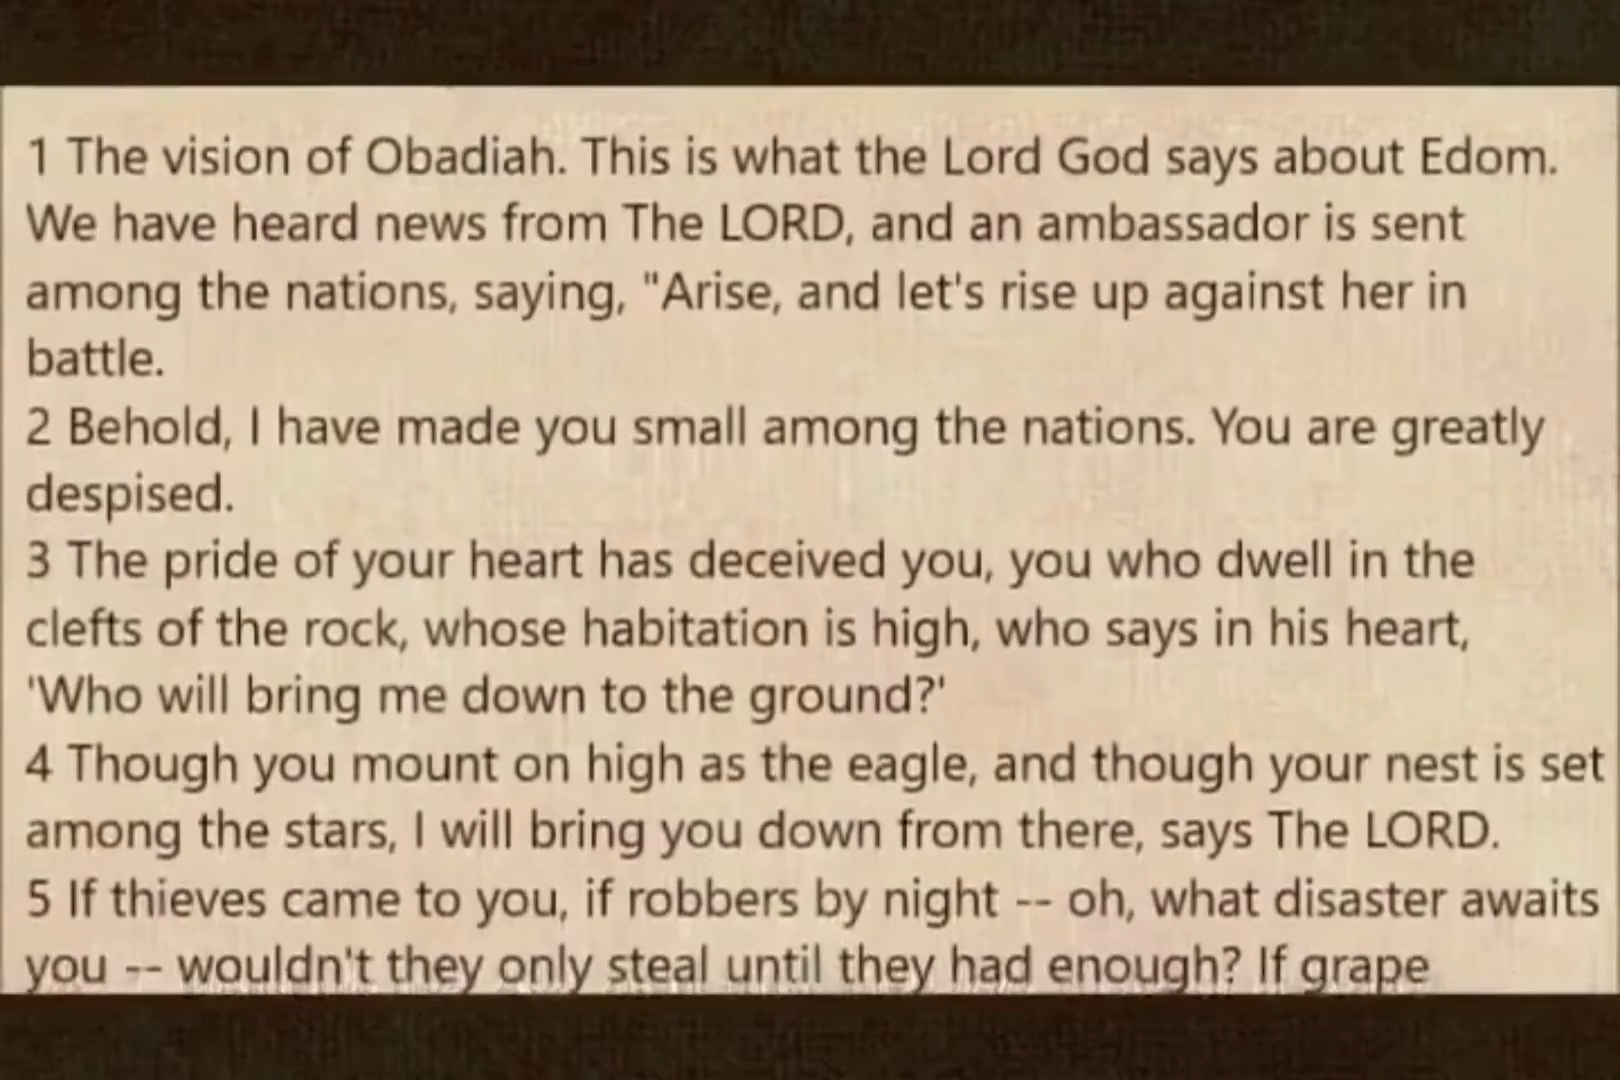 1 The vision of Obadiah. This is what the Lord God says about Edom.
We have heard news from The LORD, and an ambassador is sent
among the nations, saying, "Arise, and let's rise up against her in
battle.
2 Behold, I have made you small among the nations. You are greatly
despised.
3 The pride of your heart has deceived you, you who dwell in the
clefts of the rock, whose habitation is high, who says in his heart,
'Who will bring me down to the ground?'
4 Though you mount on high as the eagle, and though your nest is set
among the stars, I will bring you down from there, says The LORD.
5 If thieves came to you, if robbers by night -- oh, what disaster awaits
you -- wouldn't they only steal until they had enough? If grape